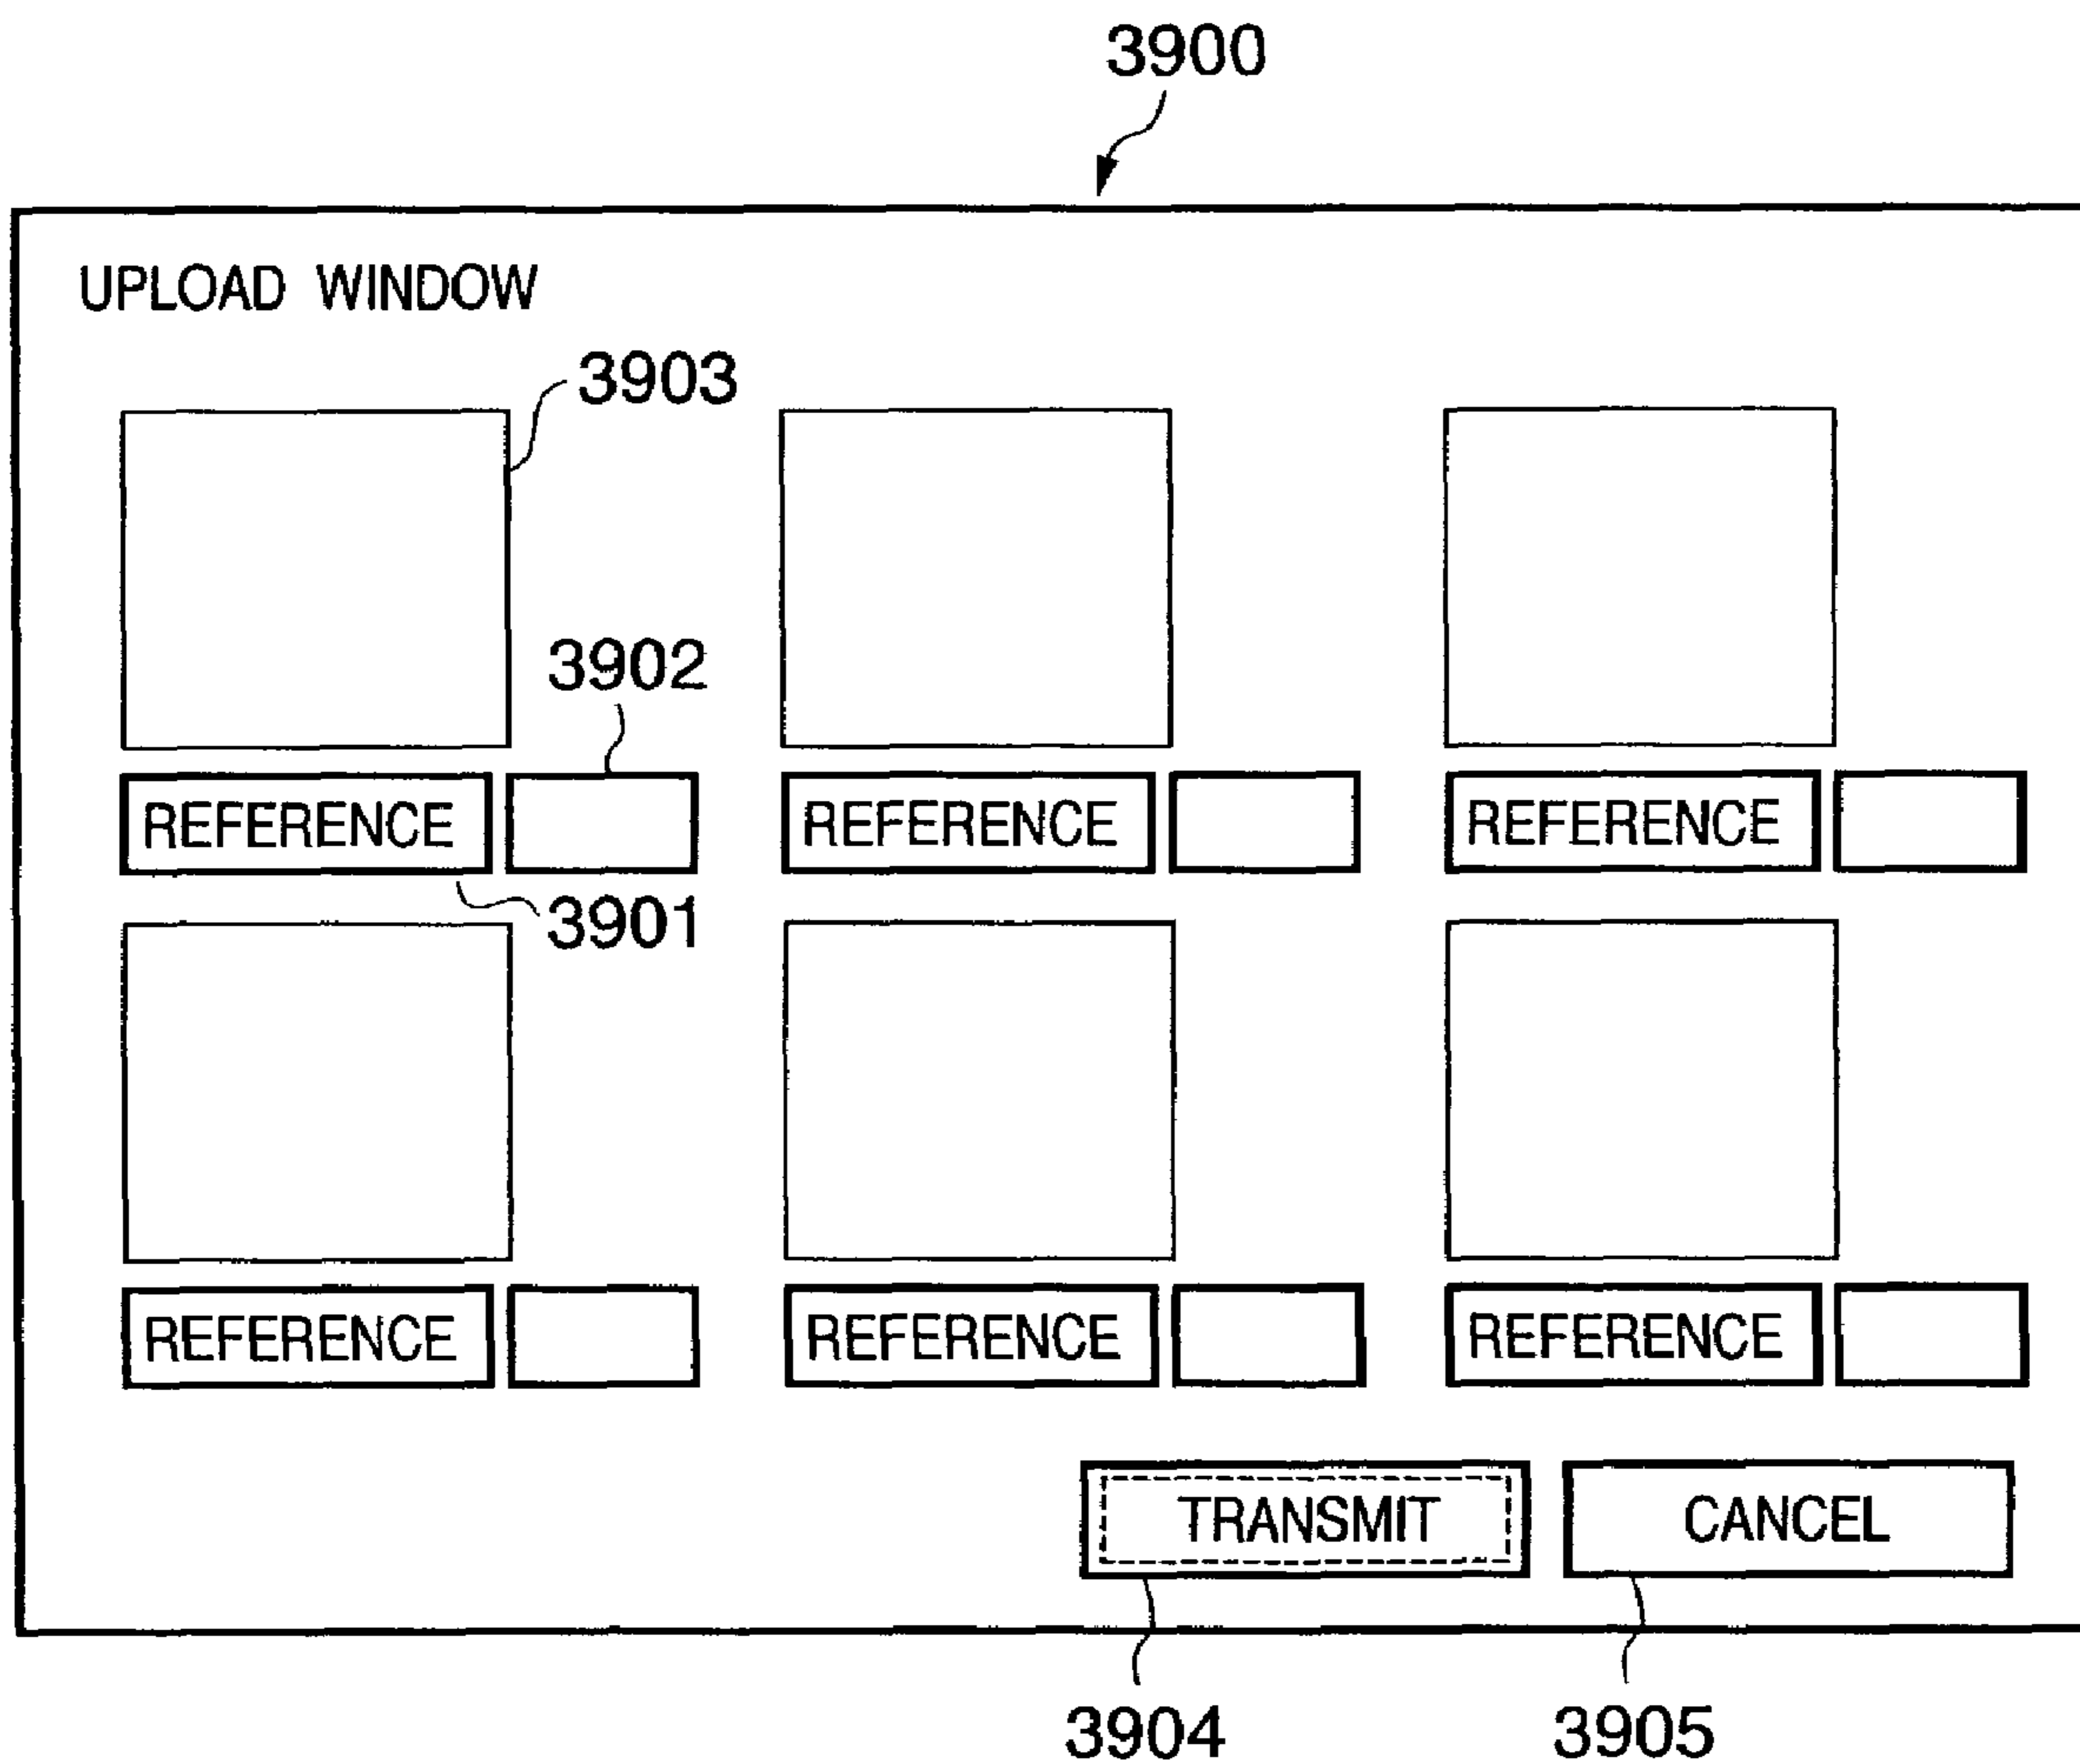 3900
UPLOAD WINDOW
3903
3902
REFERENCE REFERENCE REFERENCE
3901
REFERENCE REFERENCE REFERENCE
TRANSMIT CANCEL
3904 3905